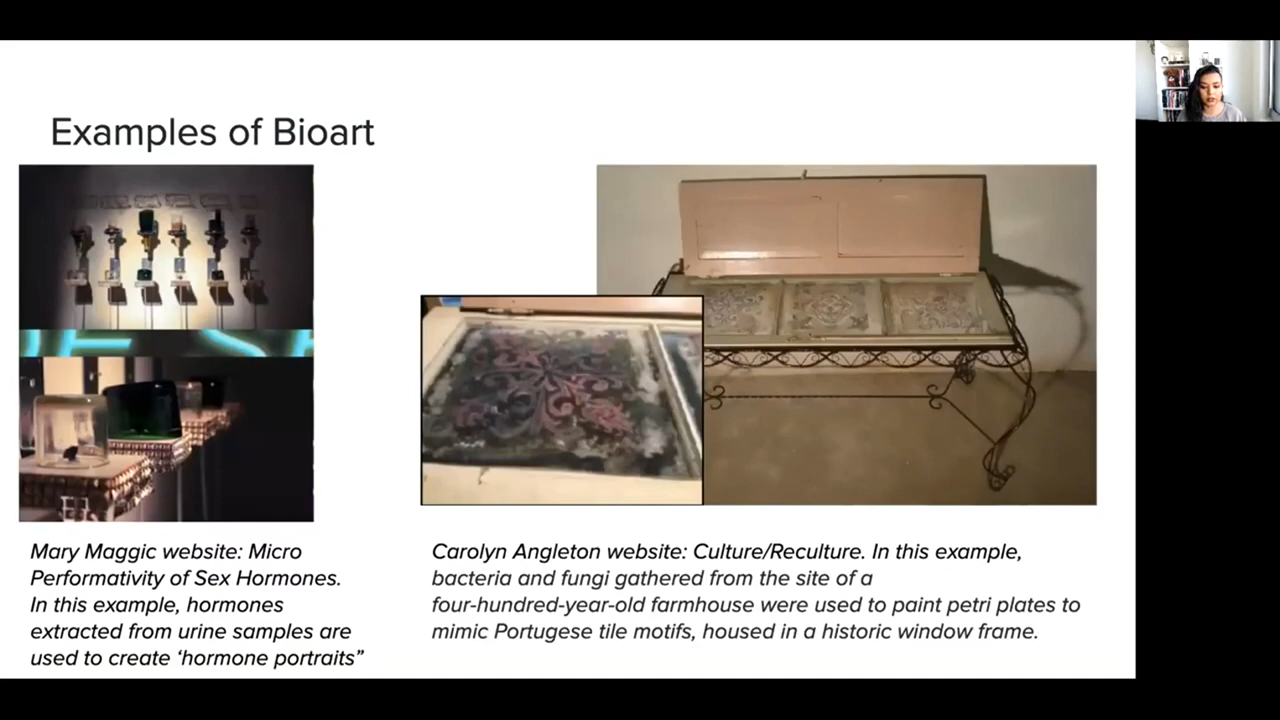 Examples of Bioart
Mary Maggic website: Micro
Performativity of Sex Hormones.
In this example, hormones
extracted from urine samples are
used to create ‘hormone portraits”
Carolyn Angleton website: Culture/Reculture. In this example,
bacteria and fungi gathered from the site of a
four-hundred-year-old farmhouse were used to paint petri plates to
mimic Portugese tile motifs, housed in a historic window frame.